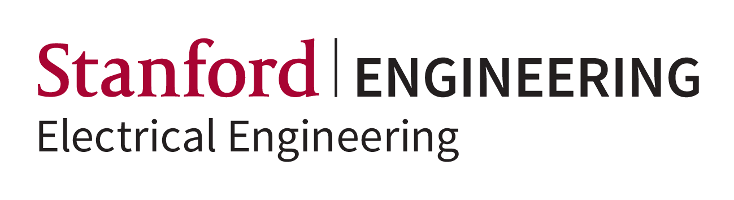 Stanford | ENGINEERING
Electrical Engineering